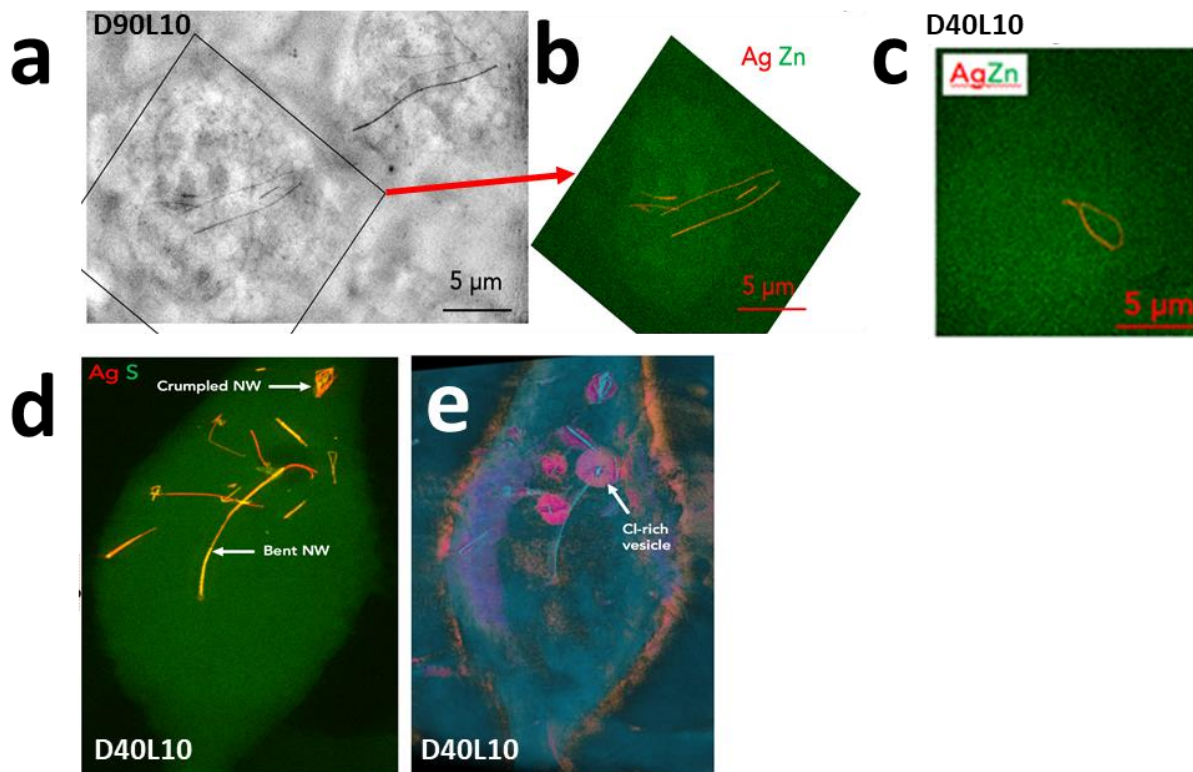 a
D90L10
5 µm
b
Ag Zn
5 µm
c
D40L10
AgZn
5 µm
d
Ag S
Crumpled NW
Bent NW
D40L10
e
Cl-rich
vesicle
D40L10